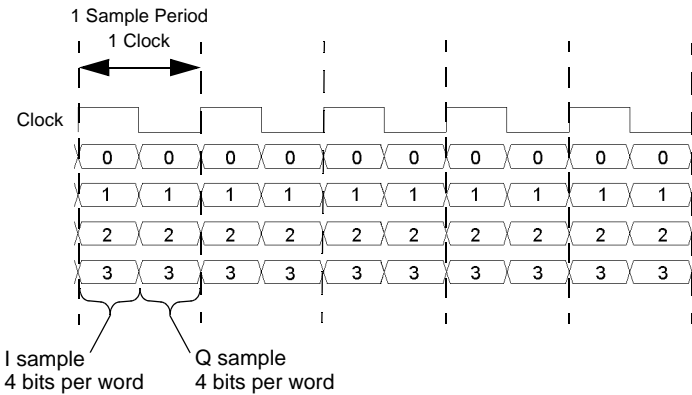 1 Sample Period
1 Clock
Clock
0 0 0 0 0 0 0 0 0 0
1 1 1 1 1 1 1 1 1 1
2 2 2 2 2 2 2 2 2 2
3 3 3 3 3 3 3 3 3 3
I sample
4 bits per word
Q sample
4 bits per word